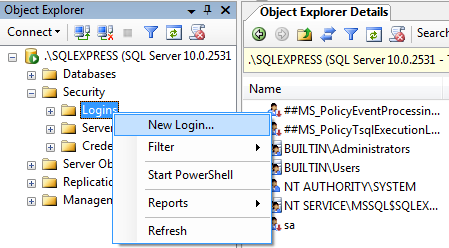 Object Explorer
Connect
.\SQLEXPRESS (SQL Server 10.0.2531
Databases
Security
Logins
Server
Crede
Server Ob
Replicatio
Managem
New Login...
Filter
Start PowerShell
Reports
Refresh
Object Explorer Details
.\SQLEXPRESS (SQL Server 10.0.2531 - T
Name
##MS_PolicyEventProcessin...
##MS_PolicyTsqlExecutionL...
BUILTIN\Administrators
BUILTIN\Users
NT AUTHORITY\SYSTEM
NT SERVICE\MSSQL$SQLEX
sa